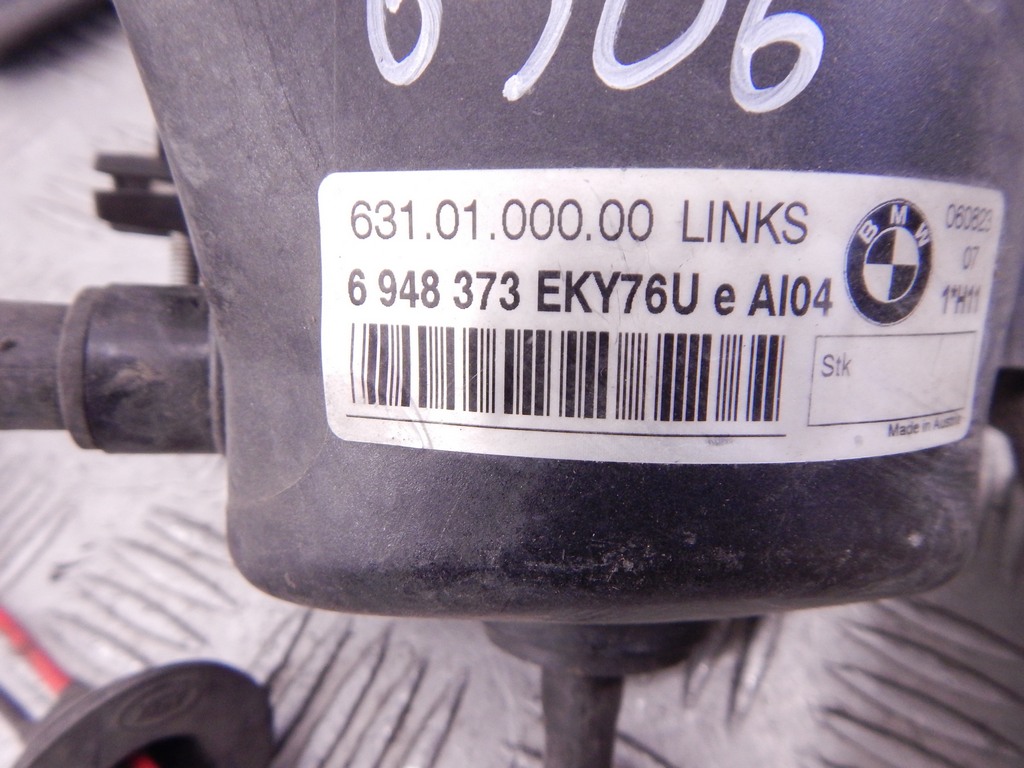 631.01.000.00 LINKS
6 948 373 EKY76U e AI04
BMW
060823
07
1*H11
Stk
Made in Austria